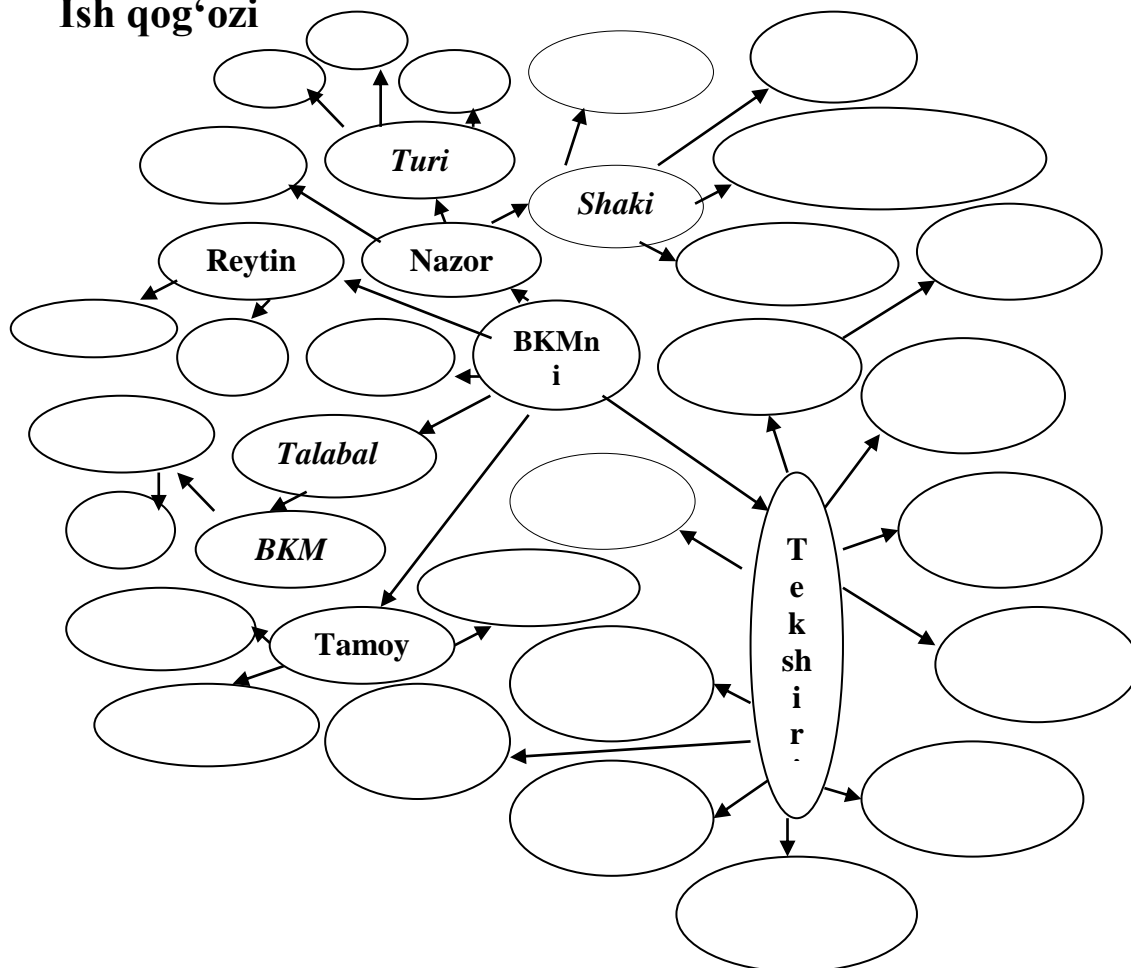 Ish qog‘ozi
Turi
Shaki
Reytin
Nazor
BKMn
i
Talabal
BKM
T
e
k
sh
i
r
Tamoy